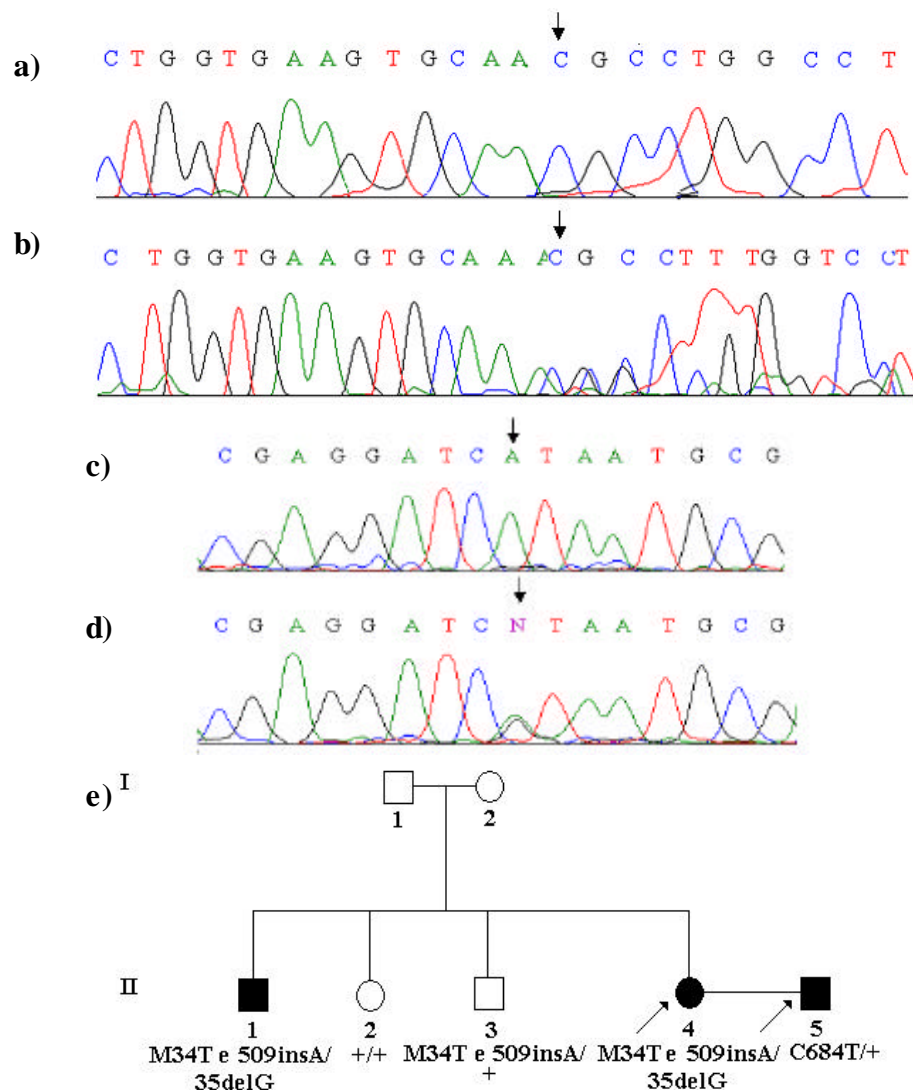 a) C T G G T G A A G T G C A A C G C C T G G C C T
b) C T G G T G A A G T G C A A A C G C C T T T G G T C C T
c) C G A G G A T C A T A A T G C G
d) C G A G G A T C N T A A T G C G
e) I
1 2
II
1 2 3 4 5
M34T e 509insA/ +/+ M34T e 509insA/ M34T e 509insA/ C684T/+
35delG + 35delG